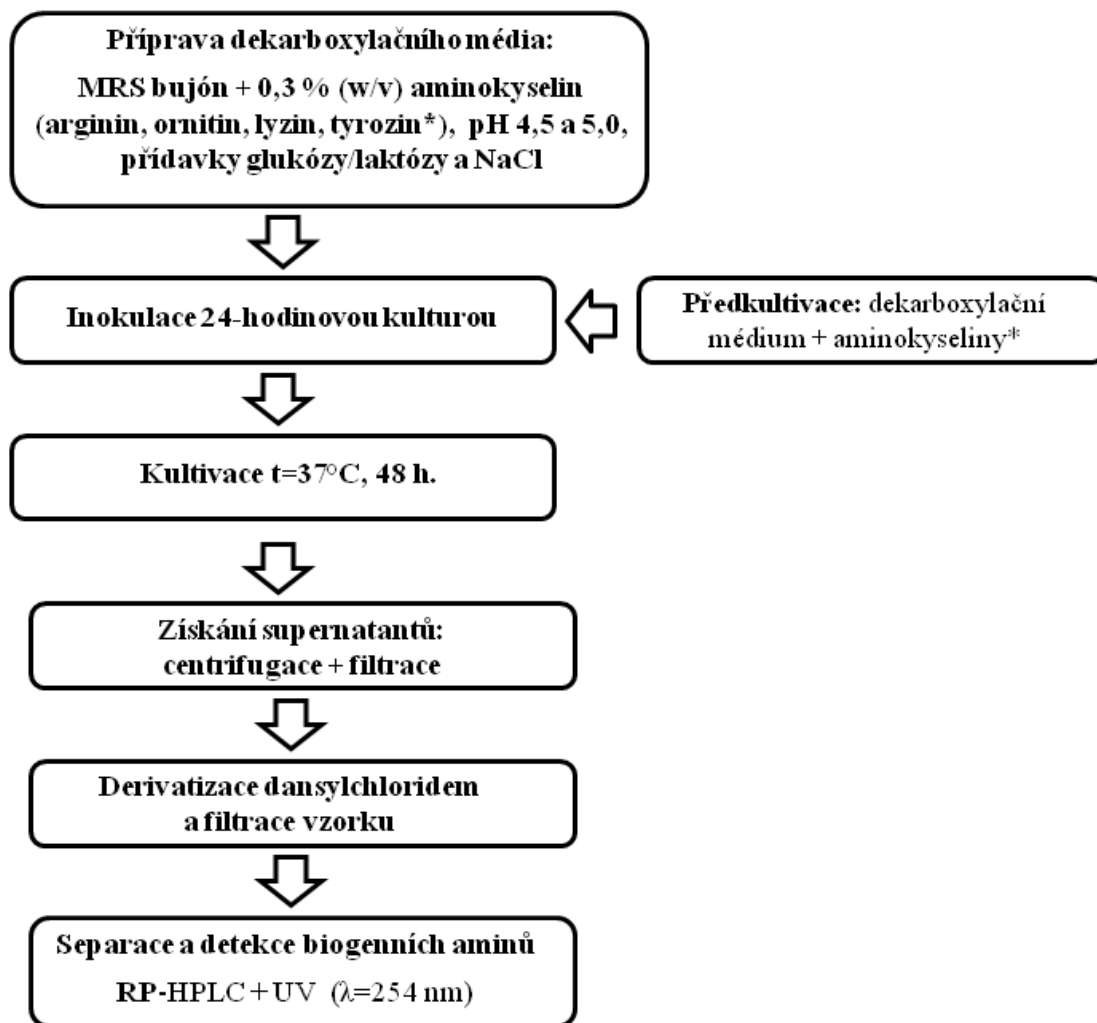 Příprava dekarboxylačního média:
MRS bujón + 0,3 % (w/v) aminokyselin
(arginin, ornitin, lyzin, tyrozin*), pH 4,5 a 5,0,
přídavky glukózy/laktózy a NaCl
Inokulace 24-hodinovou kulturou
Předkultivace: dekarboxylační
médium + aminokyseliny*
Kultivace t=37°C, 48 h.
Získání supernatantů:
centrifugace + filtrace
Derivatizace dansylchloridem
a filtrace vzorku
Separace a detekce biogenních aminů
RP-HPLC + UV (λ=254 nm)